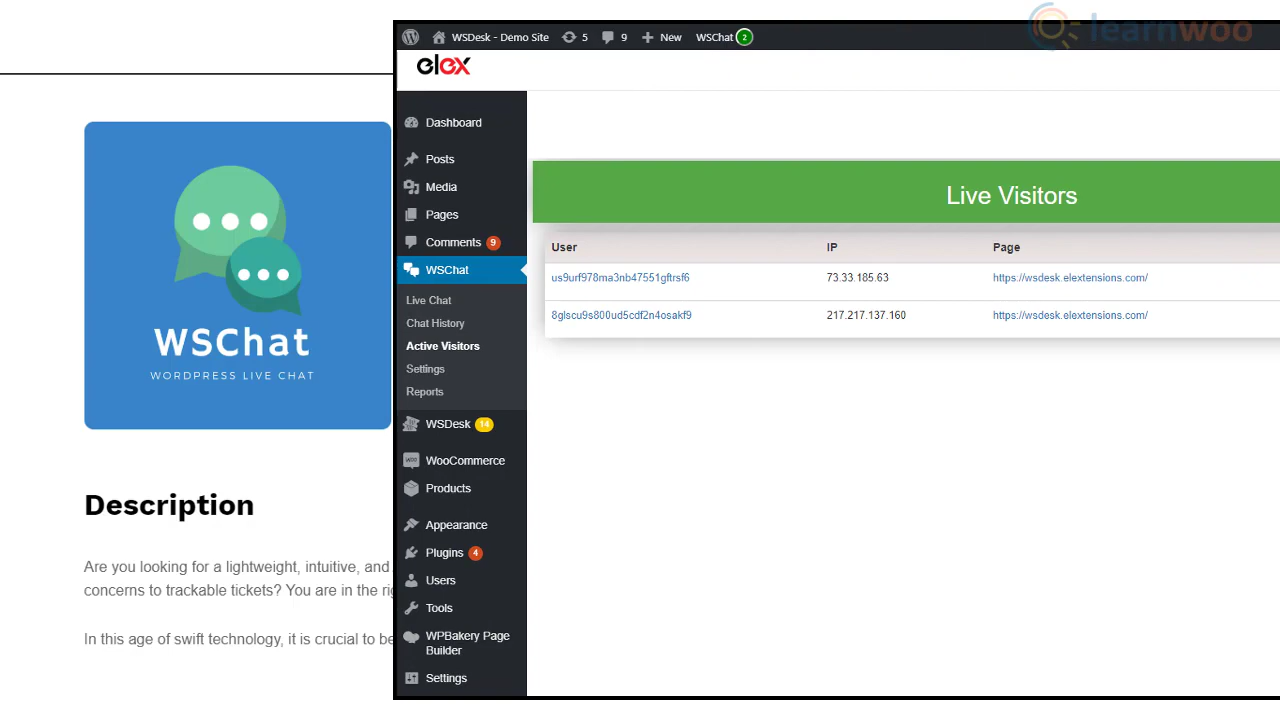 learnwoo
WSDesk - Demo Site 5 9 New WSChat 2
elex
Dashboard
Posts
Media
Pages
Comments 9
WSChat
Live Chat
Chat History
Active Visitors
Settings
Reports
WSDesk 14
WooCommerce
Products
Appearance
Plugins 4
Users
Tools
WPBakery Page
Builder
Settings
Live Visitors
User IP Page
us9urf978ma3nb47551gftrsf6 73.33.185.63 https://wsdesk.elextensions.com/
8glscu9s800ud5cdf2n4osakf9 217.217.137.160 https://wsdesk.elextensions.com/
WSChat
WORDPRESS LIVE CHAT
Description
Are you looking for a lightweight, intuitive, and
concerns to trackable tickets? You are in the rig
In this age of swift technology, it is crucial to be